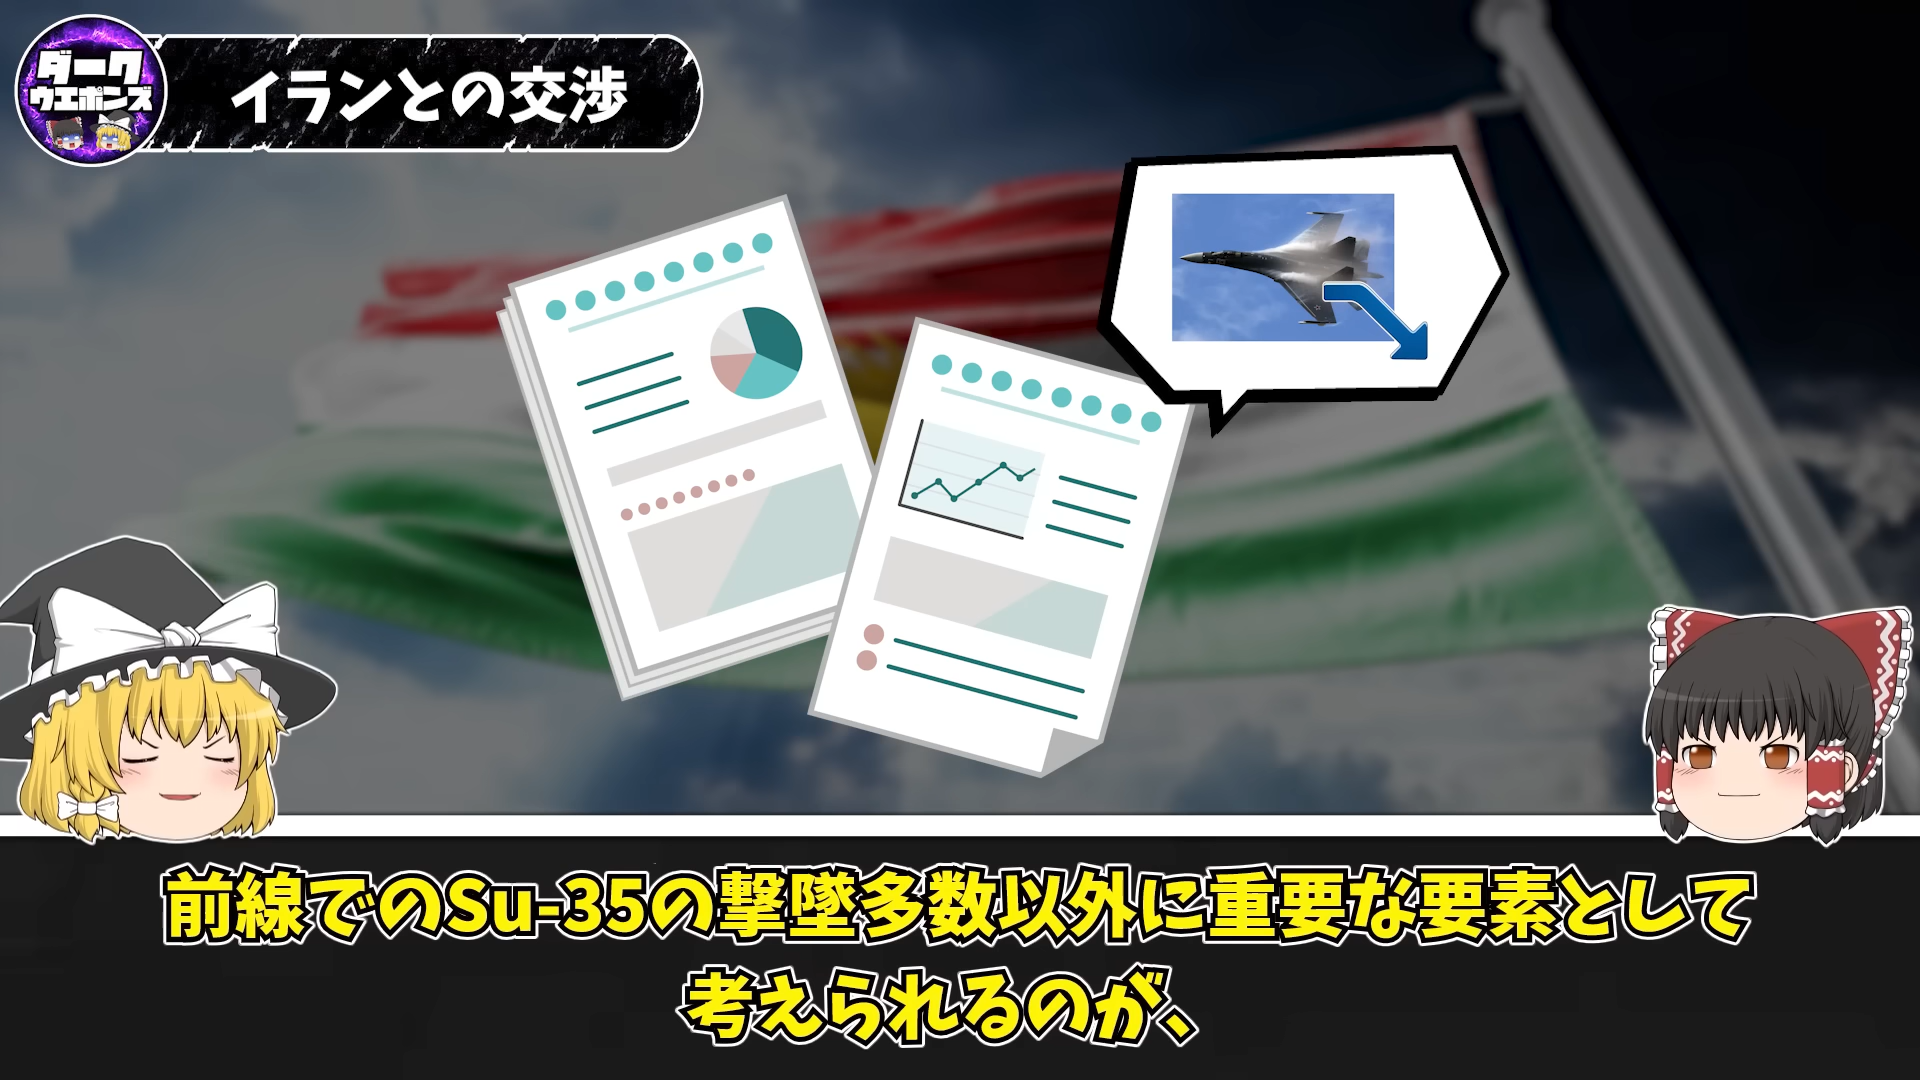 ダーク
ウエポンズ
イランとの交渉
前線でのSu-35の撃墜多数以外に重要な要素として
考えられるのが、